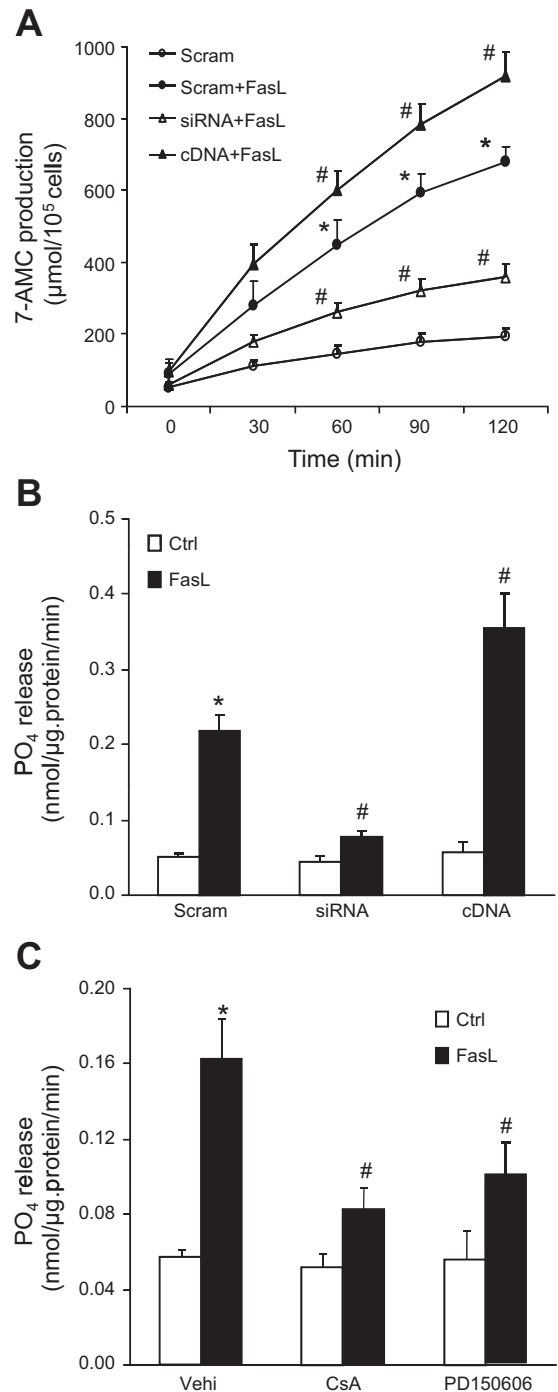 A
1000
800
600
400
200
0
7-AMC production
(µmol/10⁵ cells)
Scram
Scram+FasL
siRNA+FasL
cDNA+FasL
#
#
#
*
*
*
#
#
#
0 30 60 90 120
Time (min)
B
0.5
0.4
0.3
0.2
0.1
0.0
PO₄ release
(nmol/µg.protein/min)
Ctrl
FasL
*
#
#
Scram siRNA cDNA
C
0.20
0.16
0.12
0.08
0.04
0.00
PO₄ release
(nmol/µg.protein/min)
Ctrl
FasL
*
#
#
Vehi CsA PD150606